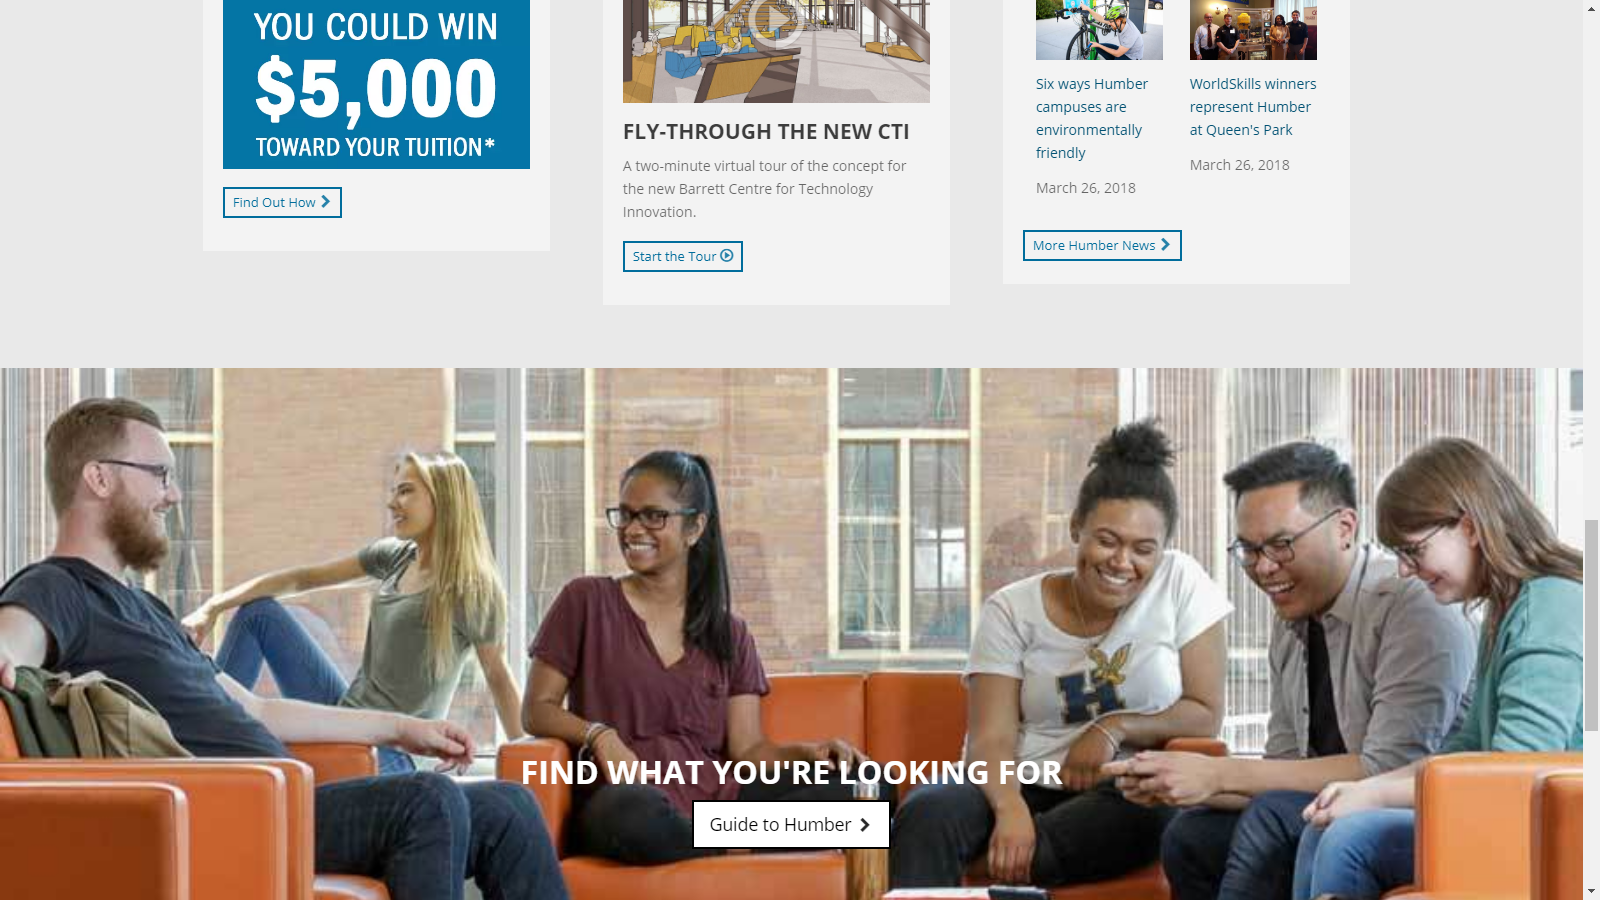 YOU COULD WIN
$5,000
TOWARD YOUR TUITION*
Find Out How
FLY-THROUGH THE NEW CTI
A two-minute virtual tour of the concept for
the new Barrett Centre for Technology
Innovation.
Start the Tour
Six ways Humber
campuses are
environmentally
friendly
March 26, 2018
WorldSkills winners
represent Humber
at Queen's Park
March 26, 2018
More Humber News
H
FIND WHAT YOU'RE LOOKING FOR
Guide to Humber